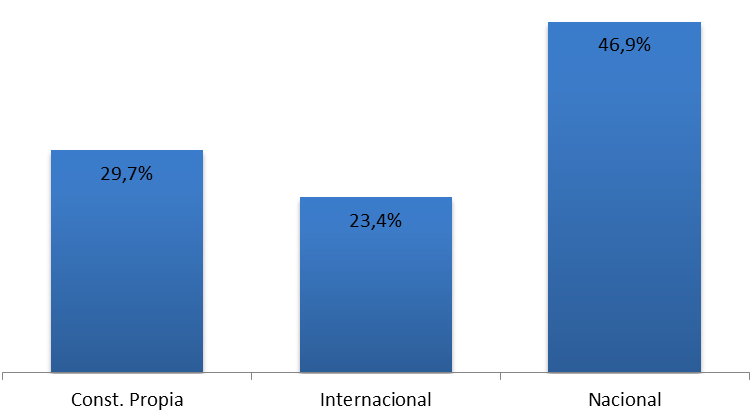 46,9%
29,7%
23,4%
Const. Propia
Internacional
Nacional